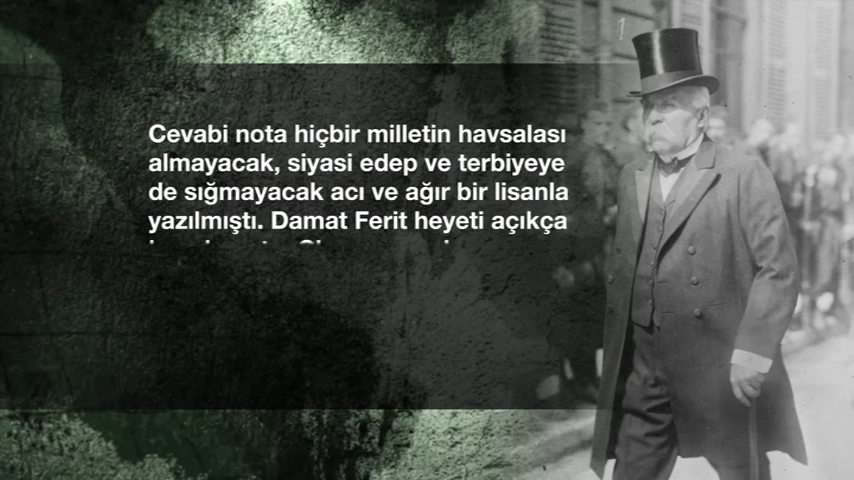 Cevabi nota hiçbir milletin havsalası
almayacak, siyasi edep ve terbiyeye
de sığmayacak acı ve ağır bir lisanla
yazılmıştı. Damat Ferit heyeti açıkça